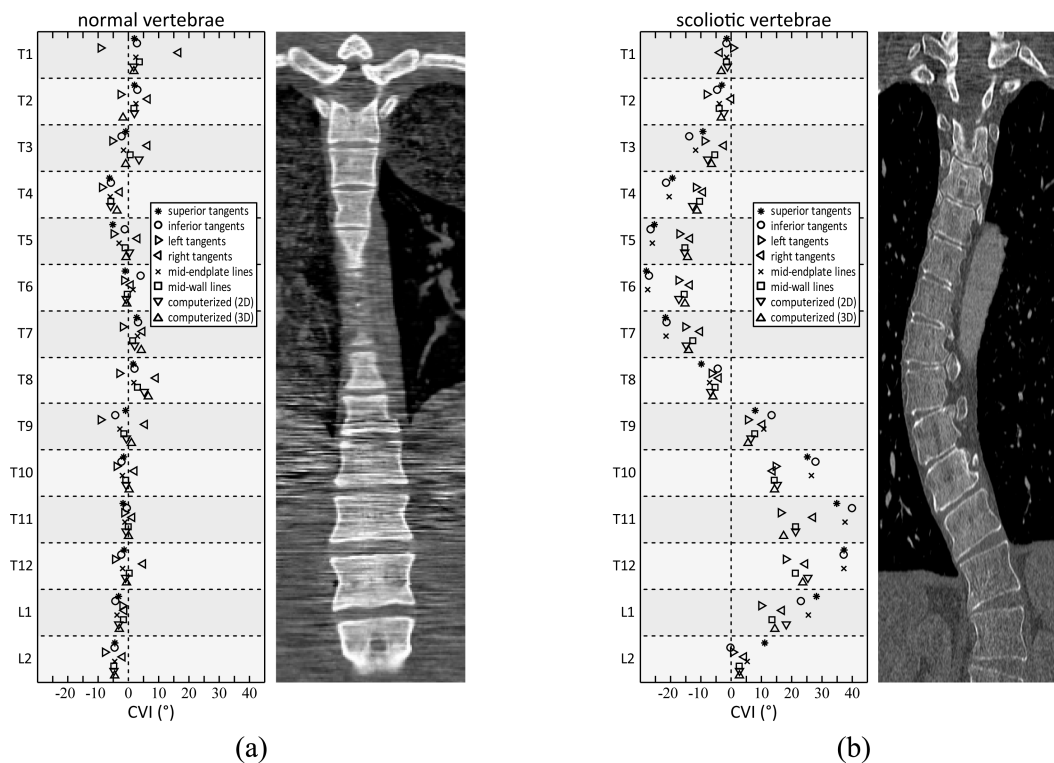 normal vertebrae
T1
T2
T3
T4
T5
T6
T7
T8
T9
T10
T11
T12
L1
L2
superior tangents
inferior tangents
left tangents
right tangents
mid-endplate lines
mid-wall lines
computerized (2D)
computerized (3D)
-20 -10 0 10 20 30 40
CVI (°)
(a)
scoliotic vertebrae
T1
T2
T3
T4
T5
T6
T7
T8
T9
T10
T11
T12
L1
L2
superior tangents
inferior tangents
left tangents
right tangents
mid-endplate lines
mid-wall lines
computerized (2D)
computerized (3D)
-20 -10 0 10 20 30 40
CVI (°)
(b)